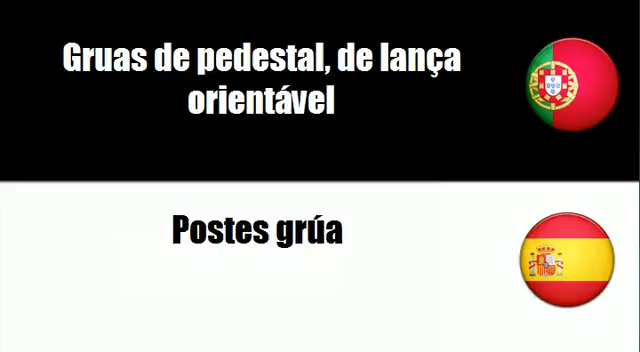 Gruas de pedestal, de lança
orientável
Postes grúa